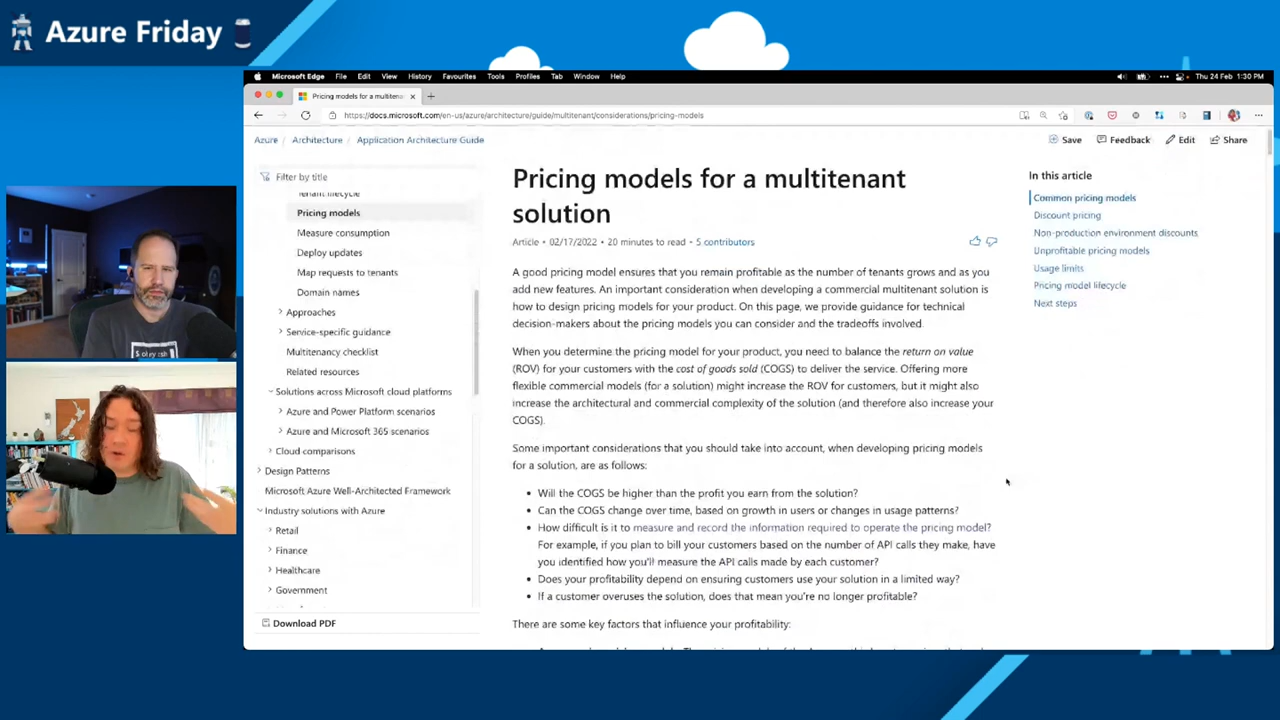 Azure Friday
Microsoft Edge File Edit View History Favourites Tools Profiles Tab Window Help
Thu 24 Feb 1:30 PM
Pricing models for a multitena
https://docs.microsoft.com/en-us/azure/architecture/guide/multitenant/considerations/pricing-models
Azure / Architecture / Application Architecture Guide
Save Feedback Edit Share
Filter by title
Tenant lifecycle
Pricing models
Measure consumption
Deploy updates
Map requests to tenants
Domain names
Approaches
Service-specific guidance
Multitenancy checklist
Related resources
Solutions across Microsoft cloud platforms
Azure and Power Platform scenarios
Azure and Microsoft 365 scenarios
Cloud comparisons
Design Patterns
Microsoft Azure Well-Architected Framework
Industry solutions with Azure
Retail
Finance
Healthcare
Government
Download PDF
Pricing models for a multitenant
solution
Article • 02/17/2022 • 20 minutes to read • 5 contributors
A good pricing model ensures that you remain profitable as the number of tenants grows and as you
add new features. An important consideration when developing a commercial multitenant solution is
how to design pricing models for your product. On this page, we provide guidance for technical
decision-makers about the pricing models you can consider and the tradeoffs involved.
When you determine the pricing model for your product, you need to balance the return on value
(ROV) for your customers with the cost of goods sold (COGS) to deliver the service. Offering more
flexible commercial models (for a solution) might increase the ROV for customers, but it might also
increase the architectural and commercial complexity of the solution (and therefore also increase your
COGS).
Some important considerations that you should take into account, when developing pricing models
for a solution, are as follows:
• Will the COGS be higher than the profit you earn from the solution?
• Can the COGS change over time, based on growth in users or changes in usage patterns?
• How difficult is it to measure and record the information required to operate the pricing model?
For example, if you plan to bill your customers based on the number of API calls they make, have
you identified how you'll measure the API calls made by each customer?
• Does your profitability depend on ensuring customers use your solution in a limited way?
• If a customer overuses the solution, does that mean you're no longer profitable?
There are some key factors that influence your profitability:
In this article
Common pricing models
Discount pricing
Non-production environment discounts
Unprofitable pricing models
Usage limits
Pricing model lifecycle
Next steps